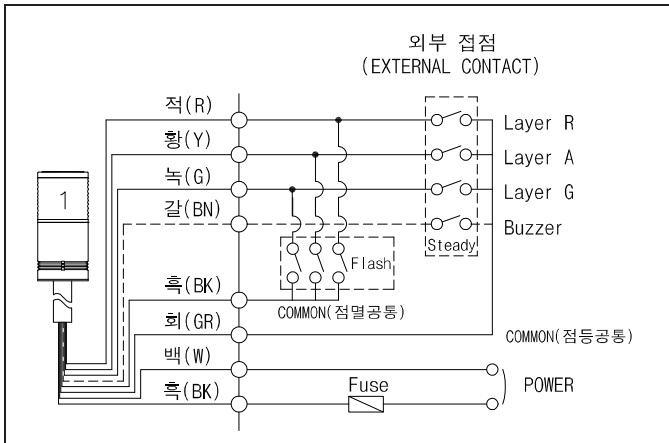 외부 접점
(EXTERNAL CONTACT)
적(R)
Layer R
황(Y)
Layer A
녹(G)
Layer G
갈(BN)
Buzzer
Steady
Flash
흑(BK)
COMMON(점멸공통)
회(GR)
COMMON(점등공통)
백(W)
1
Fuse
POWER
흑(BK)